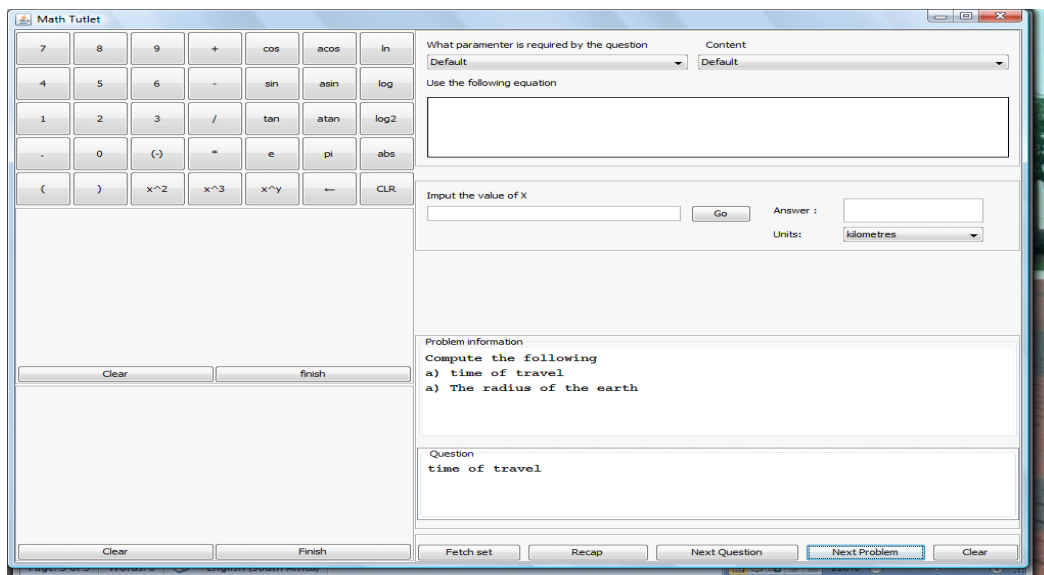 Math Tutlet
7 8 9 + cos acos ln
4 5 6 - sin asin log
1 2 3 / tan atan log2
. 0 (-) * e pi abs
( ) x^2 x^3 x^y ← CLR
Clear finish
Clear Finish
What paramenter is required by the question Content
Default Default
Use the following equation
Imput the value of X
Go Answer :
Units: kilometres
Problem information
Compute the following
a) time of travel
a) The radius of the earth
Question
time of travel
Fetch set Recap Next Question Next Problem Clear